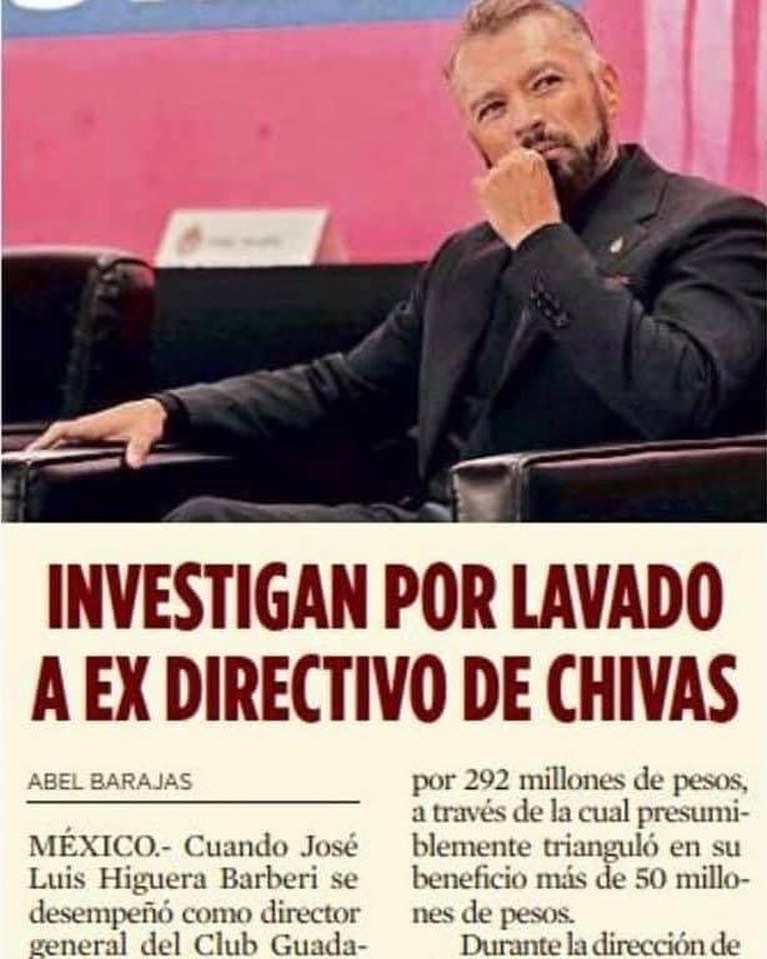 INVESTIGAN POR LAVADO
A EX DIRECTIVO DE CHIVAS
ABEL BARAJAS
MÉXICO.- Cuando José
Luis Higuera Barberi se
desempeñó como director
general del Club Guada-
por 292 millones de pesos,
a través de la cual presumi-
blemente trianguló en su
beneficio más de 50 millo-
nes de pesos.
Durante la dirección de